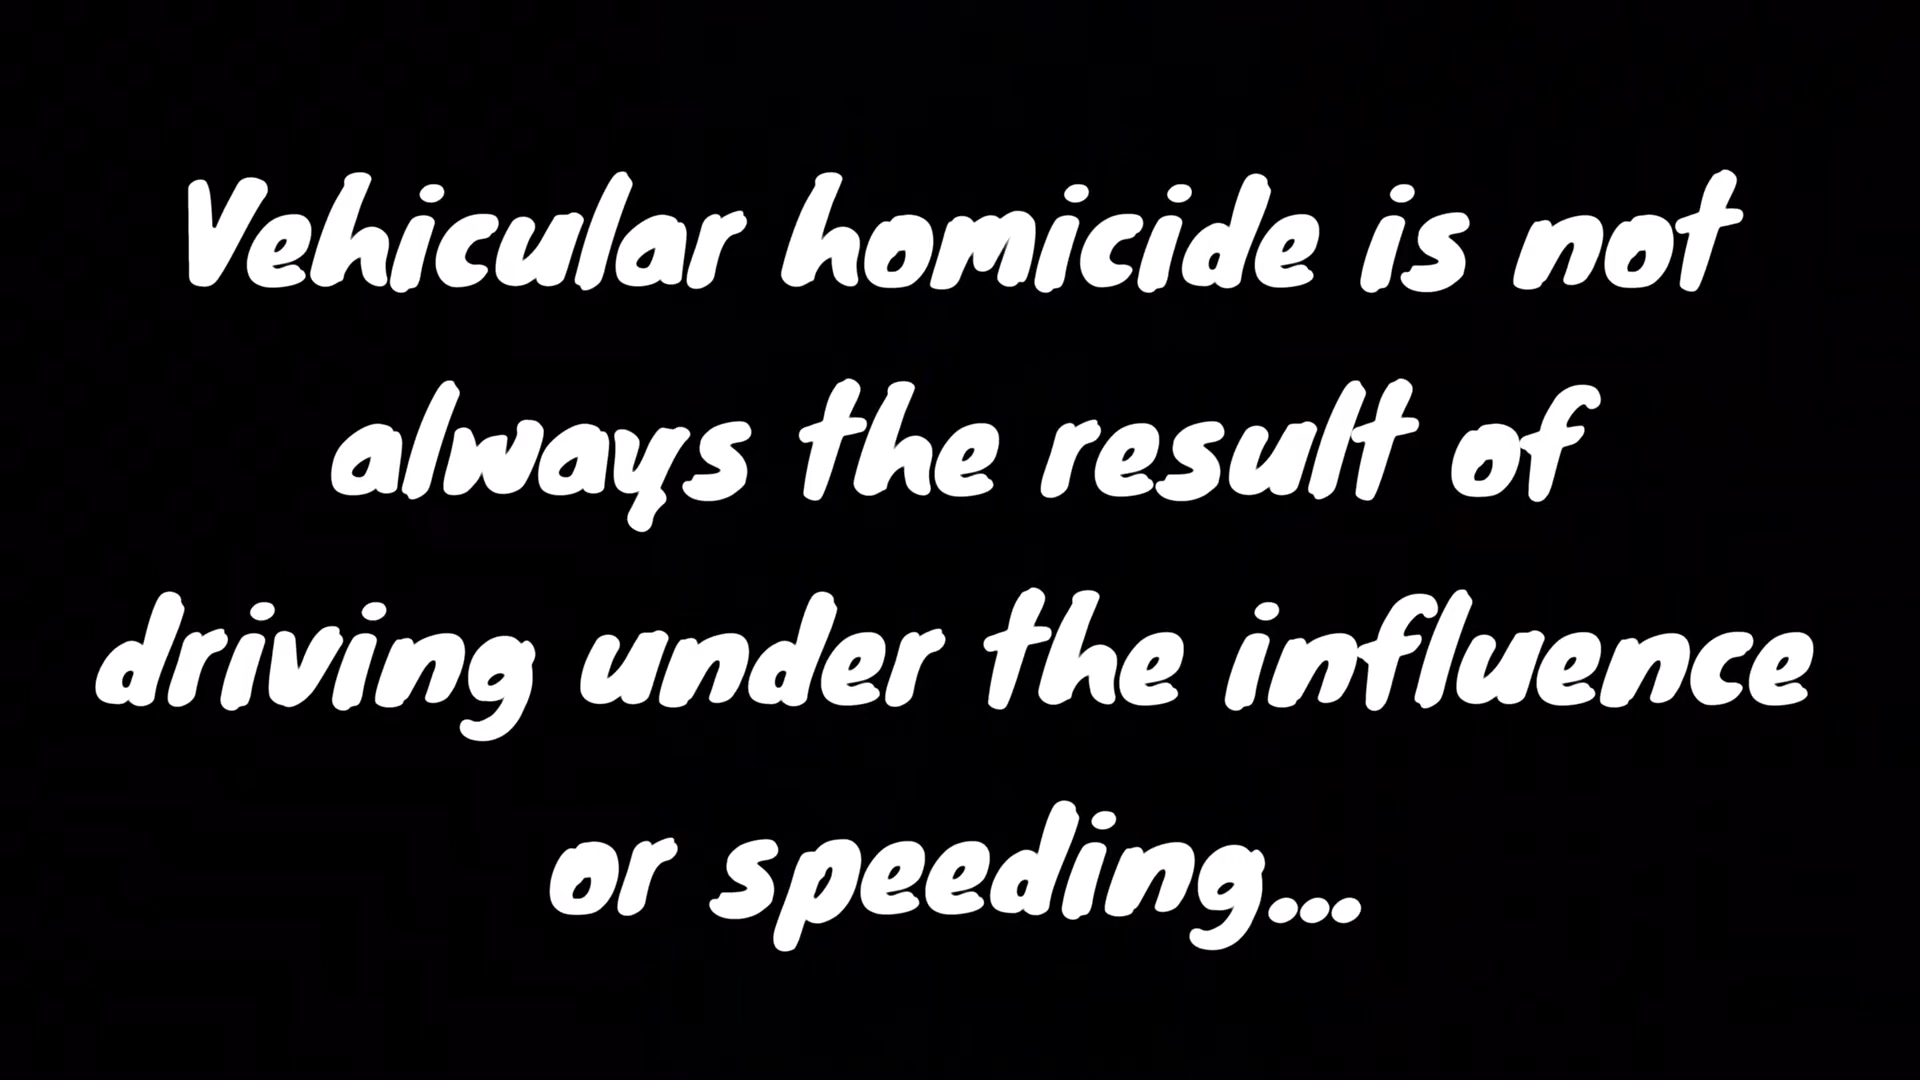 Vehicular homicide is not
always the result of
driving under the influence
or speeding...